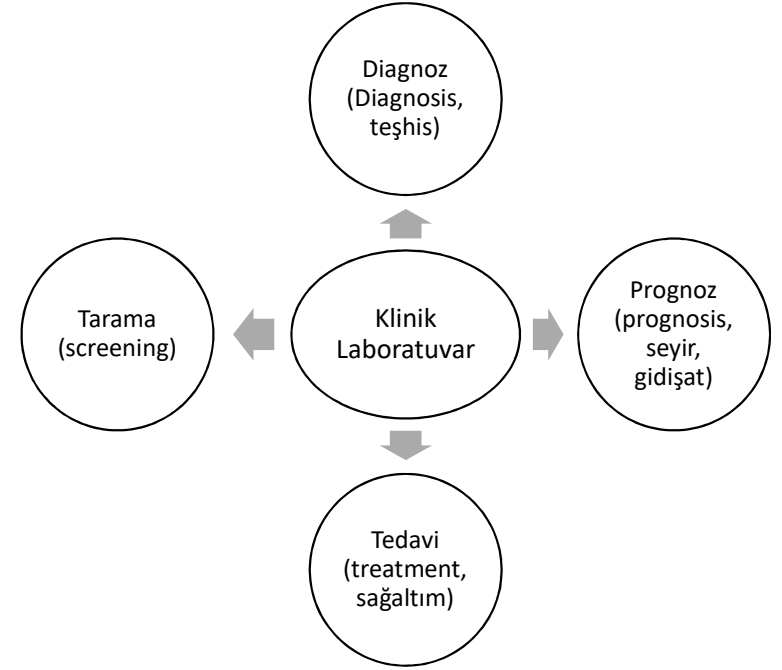 Diagnoz
(Diagnosis,
teşhis)
Tarama
(screening)
Klinik
Laboratuvar
Prognoz
(prognosis,
seyir,
gidişat)
Tedavi
(treatment,
sağaltım)